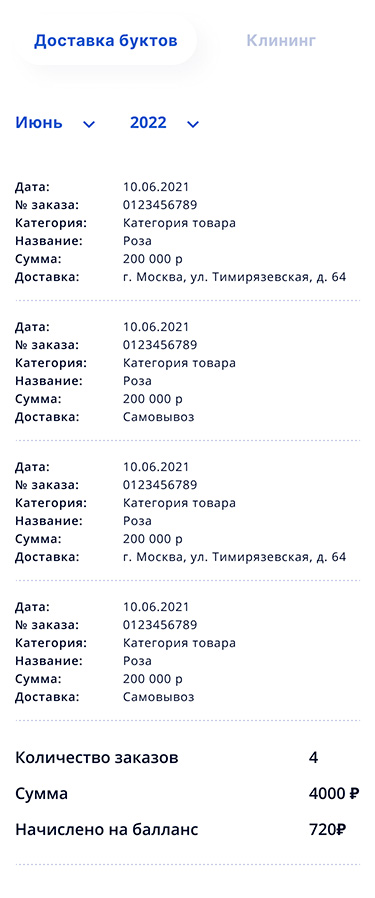 Доставка буктов Клининг
Июнь 2022
Дата: 10.06.2021
№ заказа: 0123456789
Категория: Категория товара
Название: Роза
Сумма: 200 000 р
Доставка: г. Москва, ул. Тимирязевская, д. 64
Дата: 10.06.2021
№ заказа: 0123456789
Категория: Категория товара
Название: Роза
Сумма: 200 000 р
Доставка: Самовывоз
Дата: 10.06.2021
№ заказа: 0123456789
Категория: Категория товара
Название: Роза
Сумма: 200 000 р
Доставка: г. Москва, ул. Тимирязевская, д. 64
Дата: 10.06.2021
№ заказа: 0123456789
Категория: Категория товара
Название: Роза
Сумма: 200 000 р
Доставка: Самовывоз
Количество заказов 4
Сумма 4000 ₽
Начислено на балланс 720₽